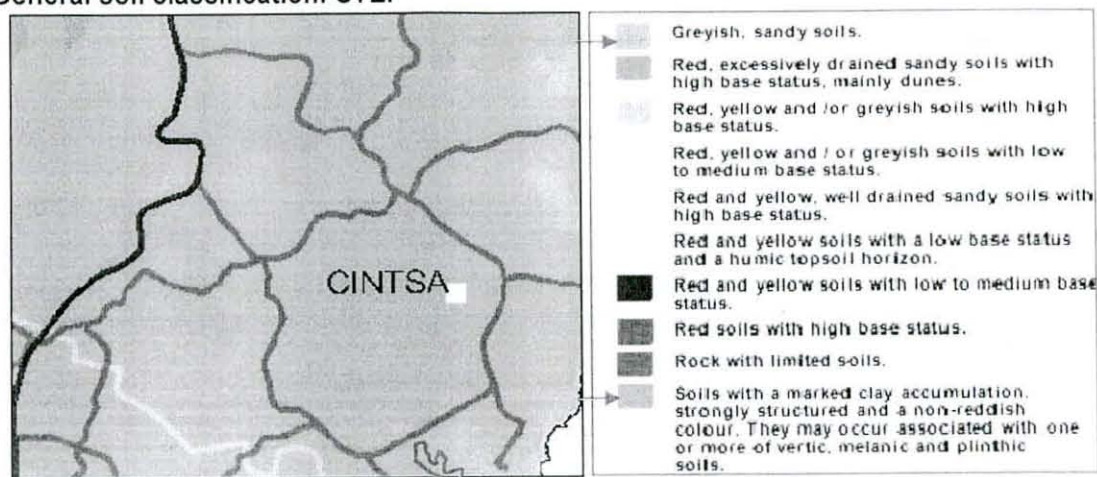 CINTSA
Greyish, sandy soils.
Red, excessively drained sandy soils with
high base status, mainly dunes.
Red, yellow and /or greyish soils with high
base status.
Red, yellow and / or greyish soils with low
to medium base status.
Red and yellow, well drained sandy soils with
high base status.
Red and yellow soils with a low base status
and a humic topsoil horizon.
Red and yellow soils with low to medium base
status.
Red soils with high base status.
Rock with limited soils.
Soils with a marked clay accumulation,
strongly structured and a non-reddish
colour. They may occur associated with one
or more of vertic, melanic and plinthic
soils.